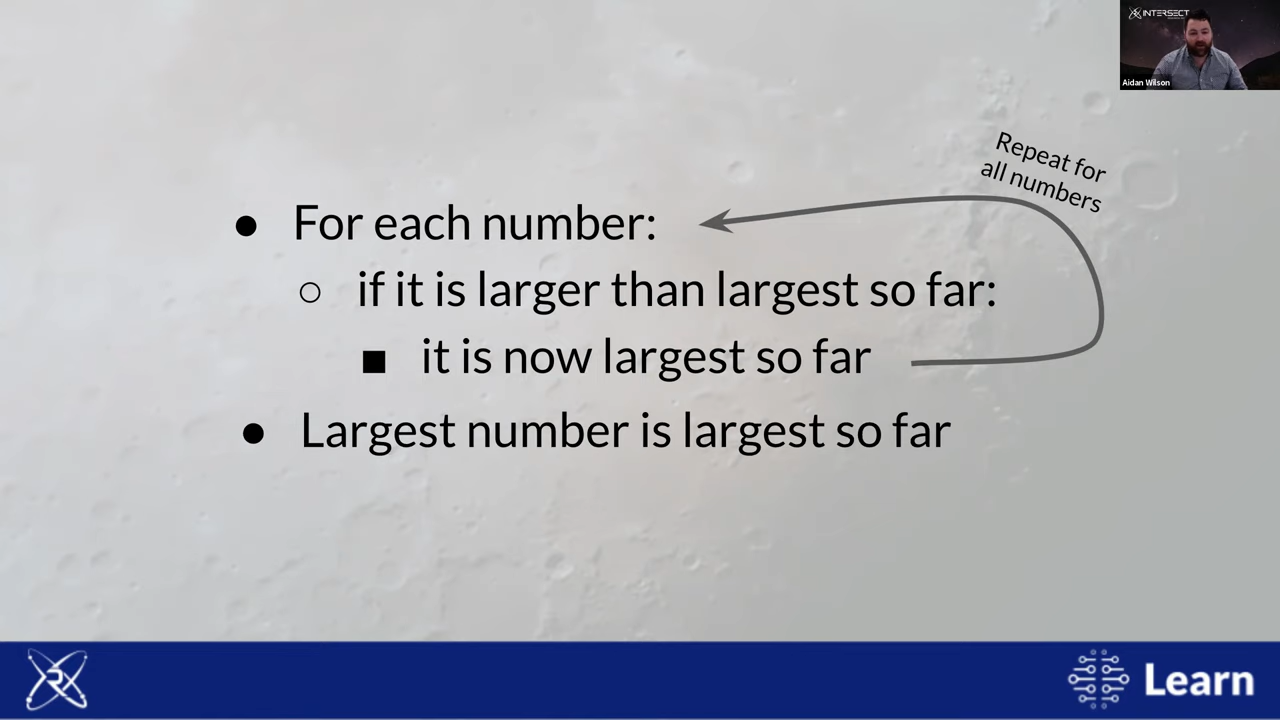 INTERSECT
Aidan Wilson
Repeat for
all numbers
● For each number:
○ if it is larger than largest so far:
■ it is now largest so far
● Largest number is largest so far
Learn